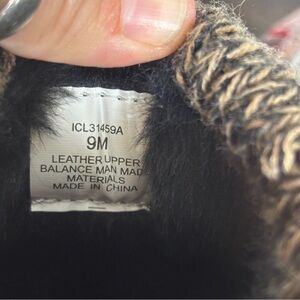 ICL31459A
9M
LEATHER UPPER
BALANCE MAN MADE
MATERIALS
MADE IN CHINA